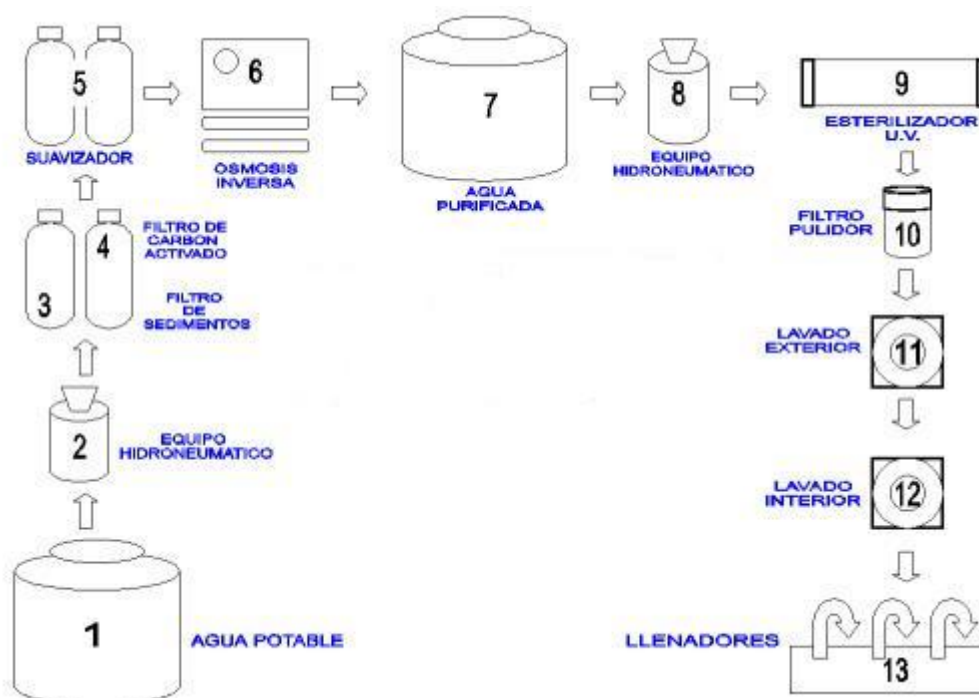 1
AGUA POTABLE
2
EQUIPO
HIDRONEUMATICO
3
4
FILTRO DE
CARBON
ACTIVADO
FILTRO
DE
SEDIMENTOS
5
SUAVIZADOR
6
OSMOSIS
INVERSA
7
AGUA
PURIFICADA
8
EQUIPO
HIDRONEUMATICO
9
ESTERILIZADOR
U.V.
FILTRO
PULIDOR
10
LAVADO
EXTERIOR
11
LAVADO
INTERIOR
12
LLENADORES
13